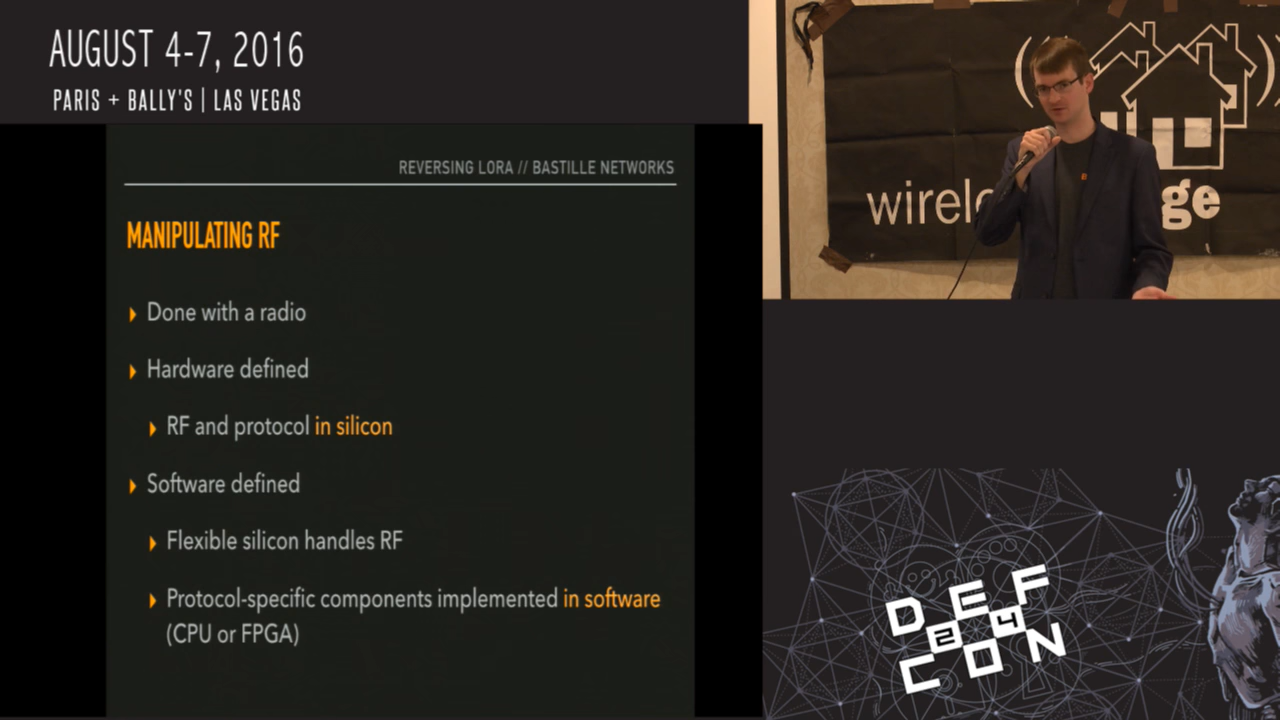 AUGUST 4-7, 2016
PARIS + BALLY'S | LAS VEGAS
REVERSING LORA // BASTILLE NETWORKS
MANIPULATING RF
Done with a radio
Hardware defined
RF and protocol in silicon
Software defined
Flexible silicon handles RF
Protocol-specific components implemented in software
(CPU or FPGA)
DEF
24
CON